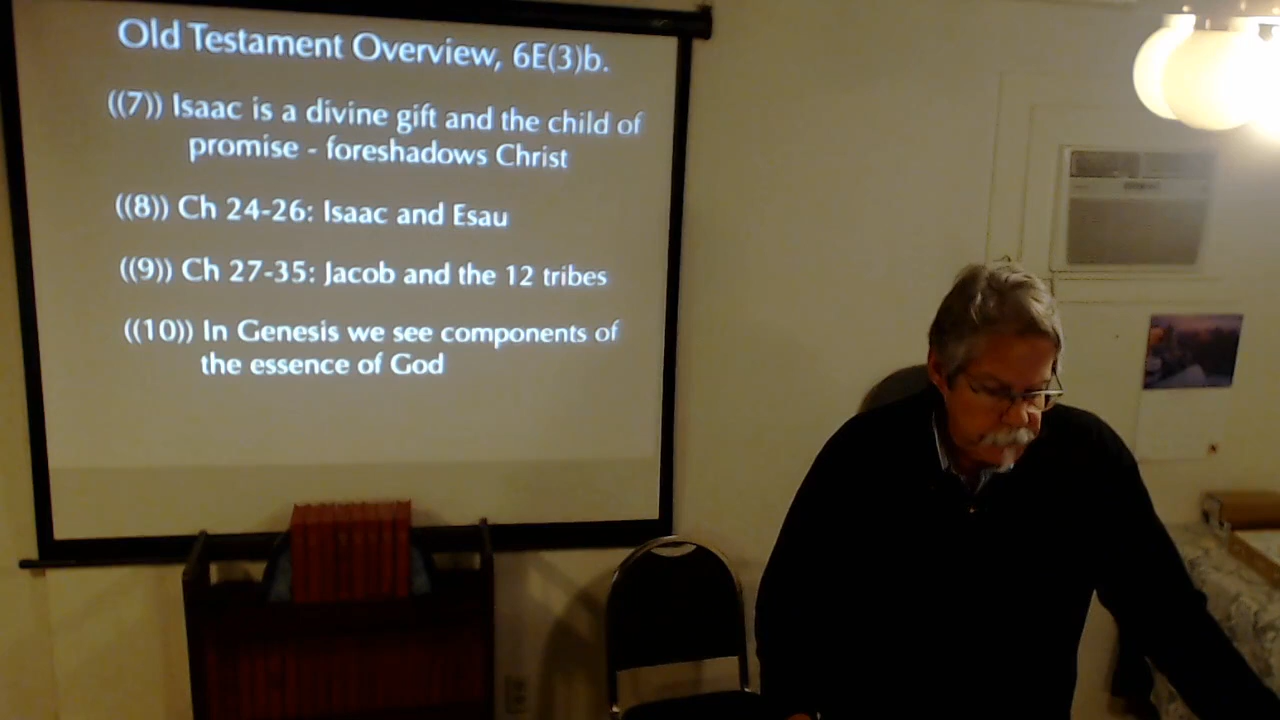 Old Testament Overview, 6E(3)b.
((7)) Isaac is a divine gift and the child of
promise - foreshadows Christ
((8)) Ch 24-26: Isaac and Esau
((9)) Ch 27-35: Jacob and the 12 tribes
((10)) In Genesis we see components of
the essence of God